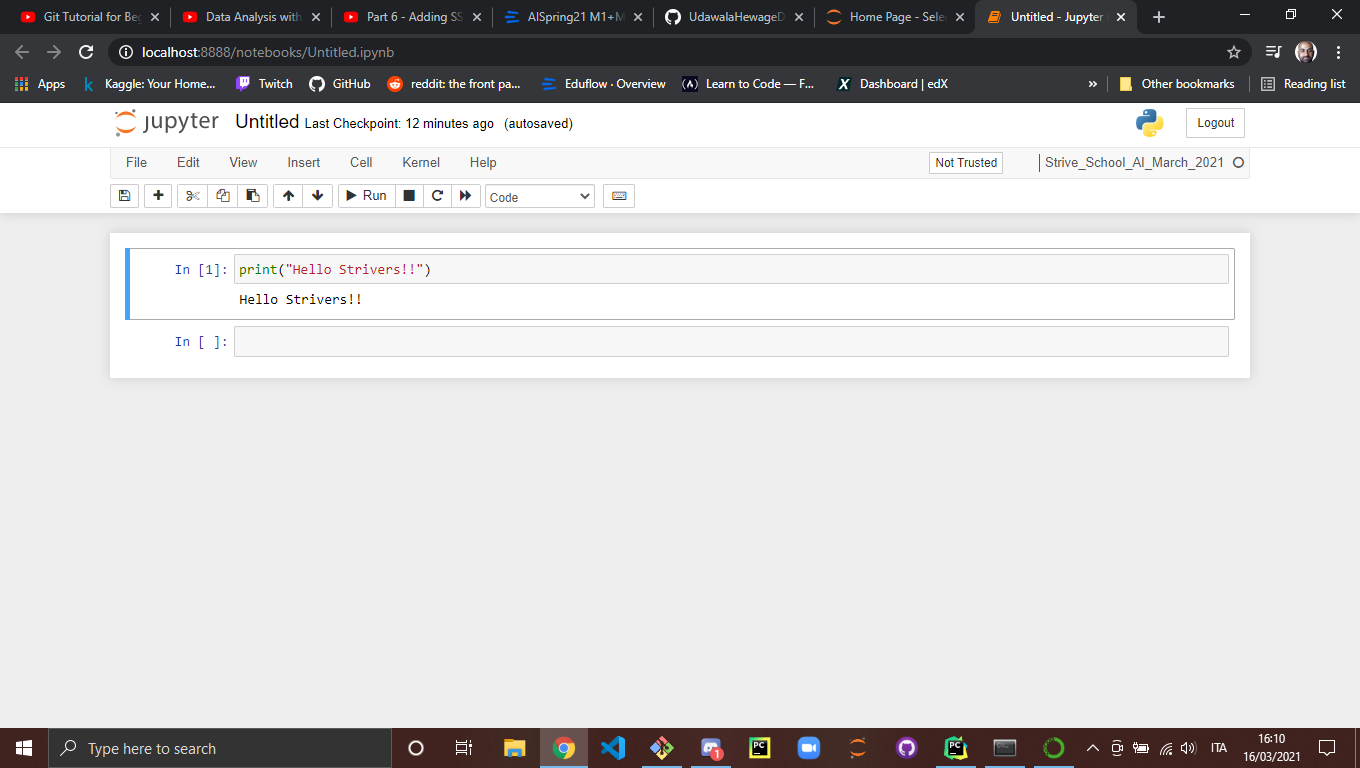 Git Tutorial for Beg
Data Analysis with
Part 6 - Adding SS
AISpring21 M1+M
UdawalaHewageD
Home Page - Sele
Untitled - Jupyter
localhost:8888/notebooks/Untitled.ipynb
Apps
Kaggle: Your Home...
Twitch
GitHub
reddit: the front pa...
Eduflow · Overview
(A)
Learn to Code — F...
X
Dashboard | edX
»
Other bookmarks
Reading list
jupyter
Untitled Last Checkpoint: 12 minutes ago (autosaved)
Logout
File Edit View Insert Cell Kernel Help
Not Trusted
Strive_School_AI_March_2021
Run
Code
In [1]: print("Hello Strivers!!")
Hello Strivers!!
In [ ]:
Type here to search
1
PC
PC
ITA
16:10
16/03/2021